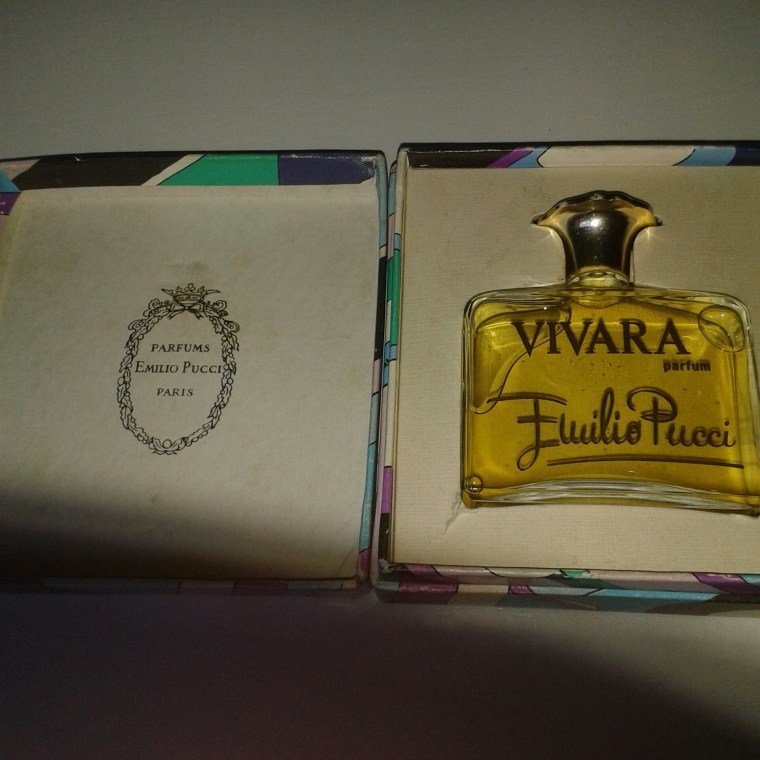 PARFUMS
EMILIO PUCCI
PARIS
VIVARA
parfum
Emilio Pucci